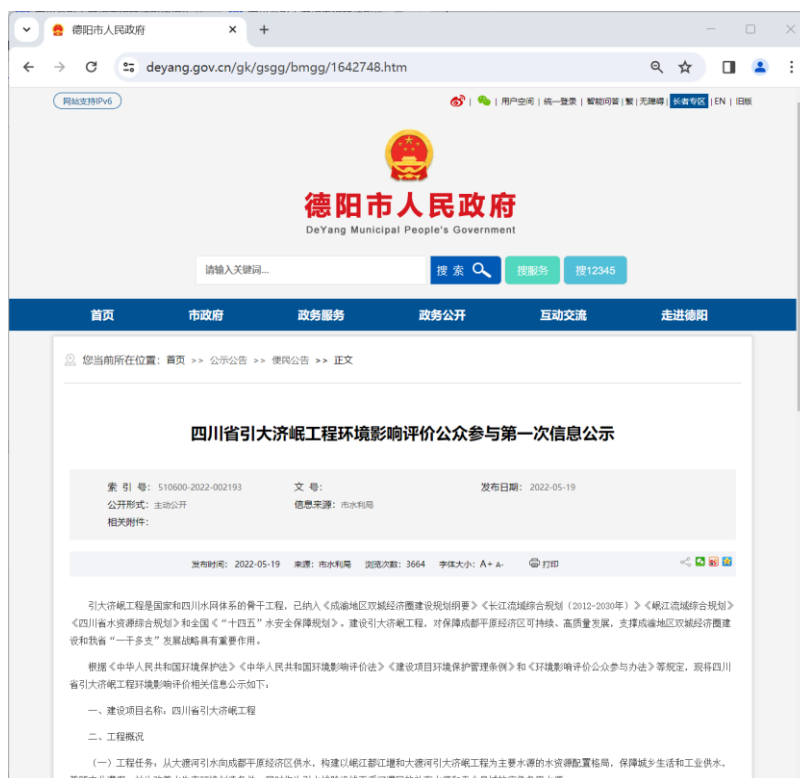 德阳市人民政府
deyang.gov.cn/gk/gsgg/bmgg/1642748.htm
网站支持IPv6
| 用户空间 | 统一登录 | 智能问答 | 繁 | 无障碍 | 长者专区 | EN | 旧版
德阳市人民政府
DeYang Municipal People's Government
请输入关键词... 搜 索 搜服务 搜12345
首页 市政府 政务服务 政务公开 互动交流 走进德阳
您当前所在位置：首页 >> 公示公告 >> 便民公告 >> 正文
四川省引大济岷工程环境影响评价公众参与第一次信息公示
索 引 号： 510600-2022-002193 文 号： 发布日期： 2022-05-19
公开形式： 主动公开 信息来源： 市水利局
相关附件：
发布时间： 2022-05-19 来源：市水利局 浏览次数：3664 字体大小：A+ A- 打印
引大济岷工程是国家和四川水网体系的骨干工程，已纳入《成渝地区双城经济圈建设规划纲要》《长江流域综合规划（2012-2030年）》《岷江流域综合规划》
《四川省水资源综合规划》和全国《“十四五”水安全保障规划》。建设引大济岷工程，对保障成都平原经济区可持续、高质量发展，支撑成渝地区双城经济圈建
设和我省“一干多支”发展战略具有重要作用。
根据《中华人民共和国环境保护法》《中华人民共和国环境影响评价法》《建设项目环境保护管理条例》和《环境影响评价公众参与办法》等规定，现将四川
省引大济岷工程环境影响评价相关信息公示如下：
一、建设项目名称：四川省引大济岷工程
二、工程概况
（一）工程任务：从大渡河引水向成都平原经济区供水，构建以岷江都江堰和大渡河引大济岷工程为主要水源的水资源配置格局，保障城乡生活和工业供水，